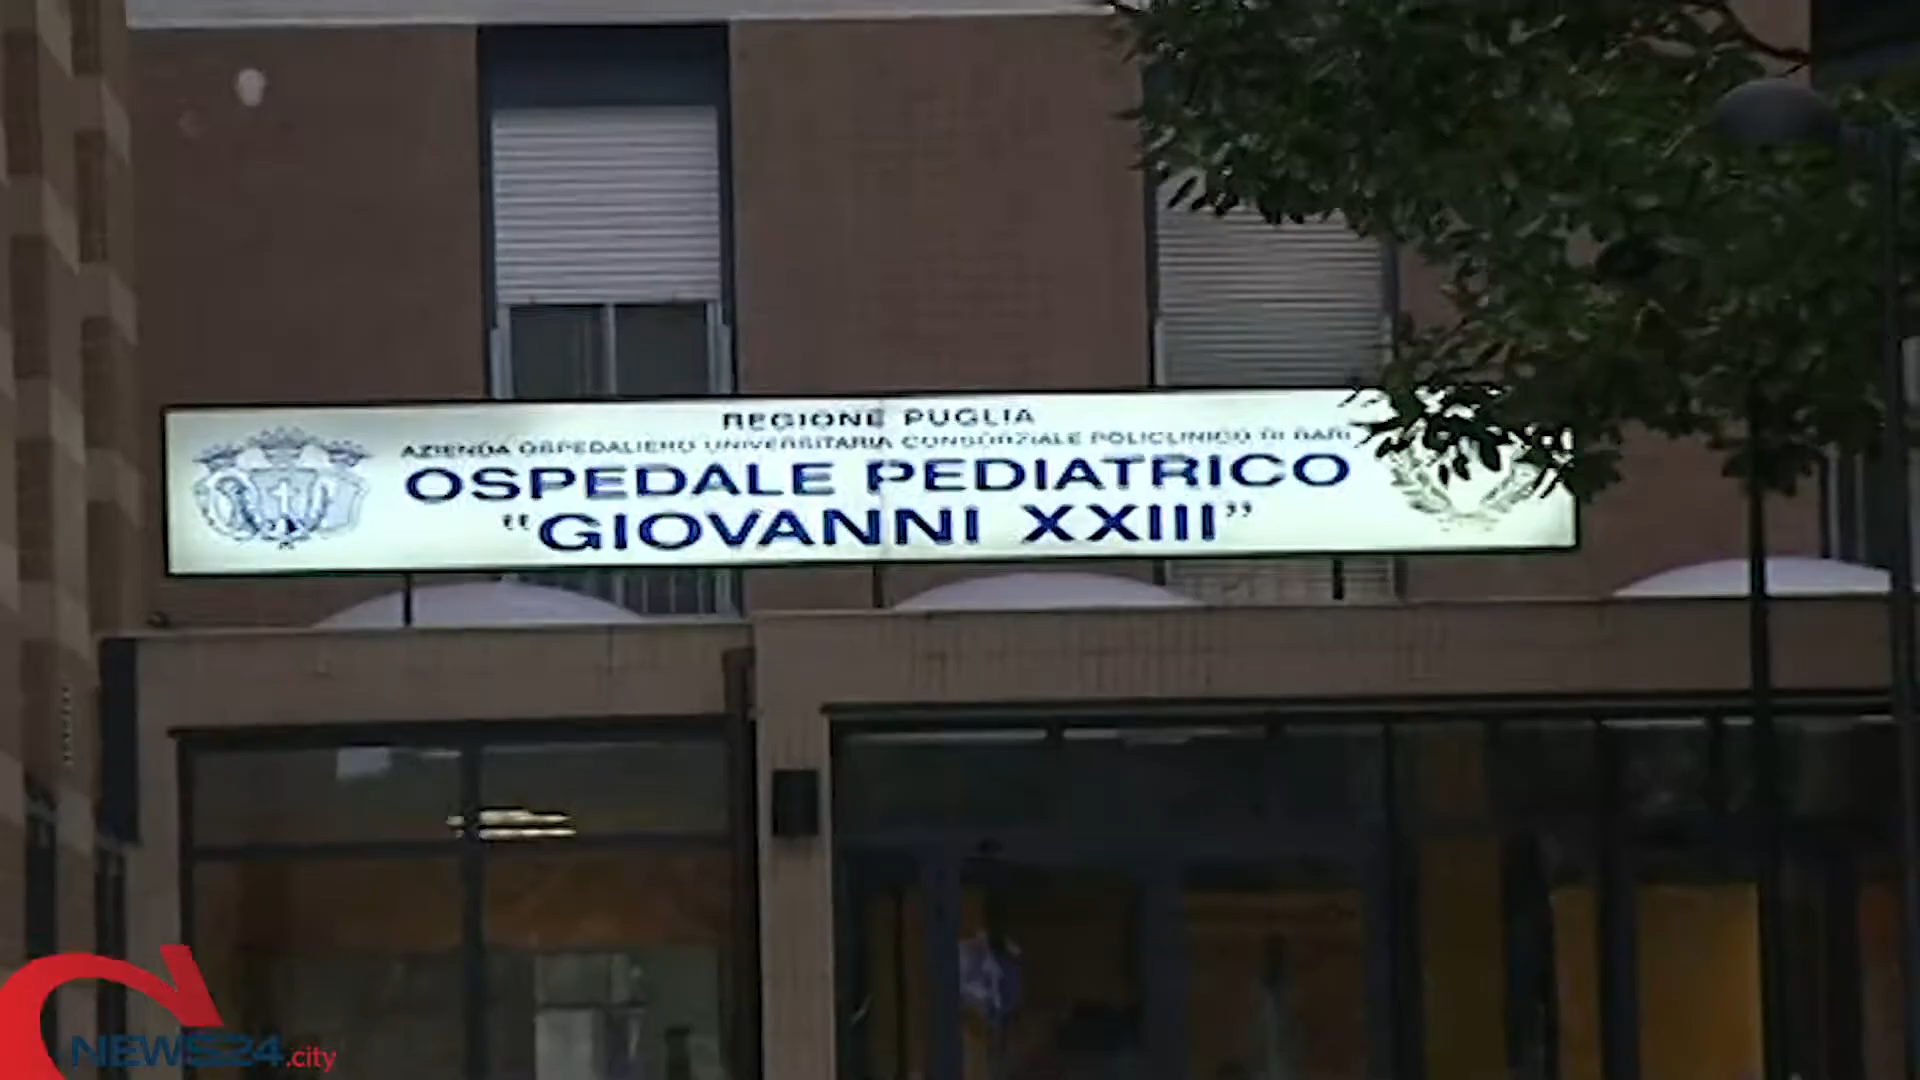 REGIONE PUGLIA
AZIENDA OSPEDALIERO UNIVERSITARIA CONSORZIALE POLICLINICO DI BARI
OSPEDALE PEDIATRICO
"GIOVANNI XXIII"
NEWS24.city